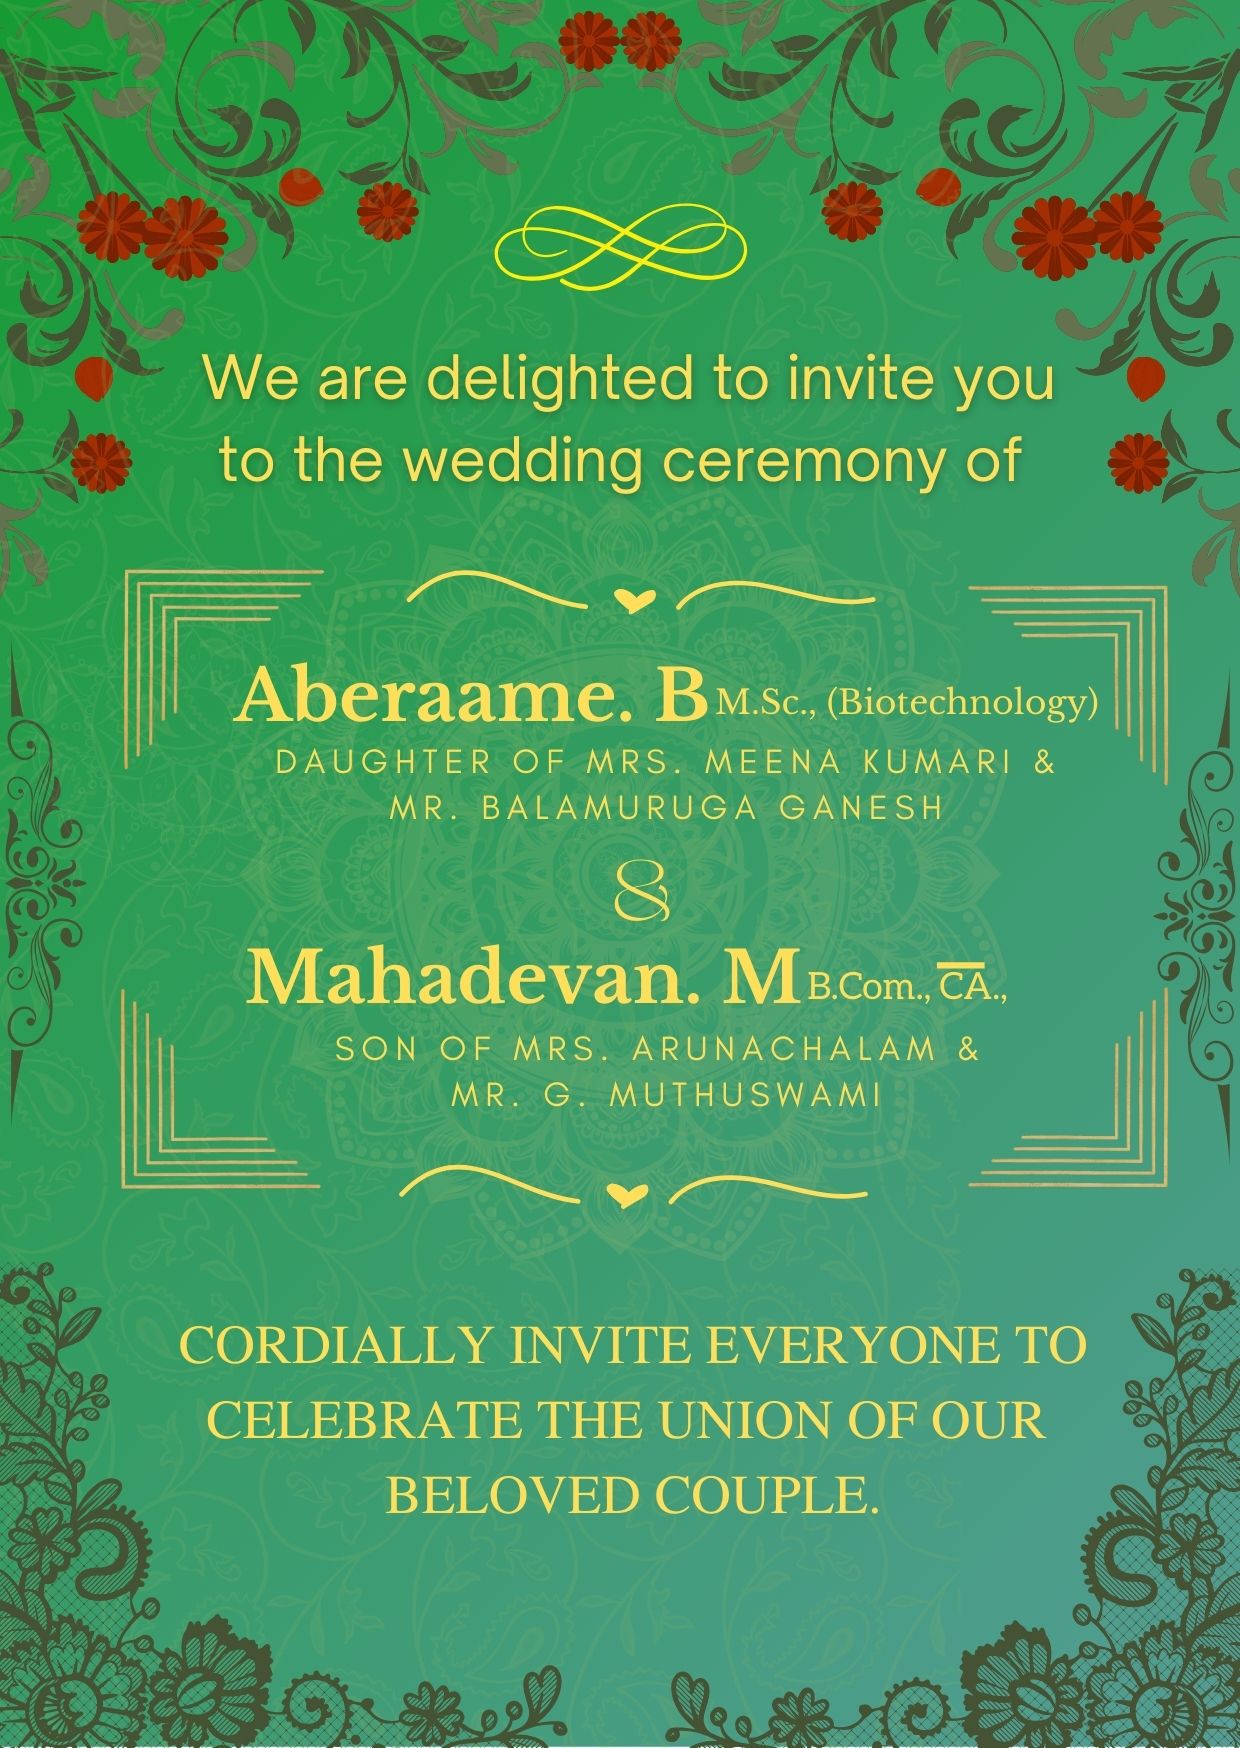 We are delighted to invite you
to the wedding ceremony of
Aberaame. B M.Sc., (Biotechnology)
DAUGHTER OF MRS. MEENA KUMARI &
MR. BALAMURUGA GANESH
&
Mahadevan. M B.Com., CA.,
SON OF MRS. ARUNACHALAM &
MR. G. MUTHUSWAMI
CORDIALLY INVITE EVERYONE TO
CELEBRATE THE UNION OF OUR
BELOVED COUPLE.